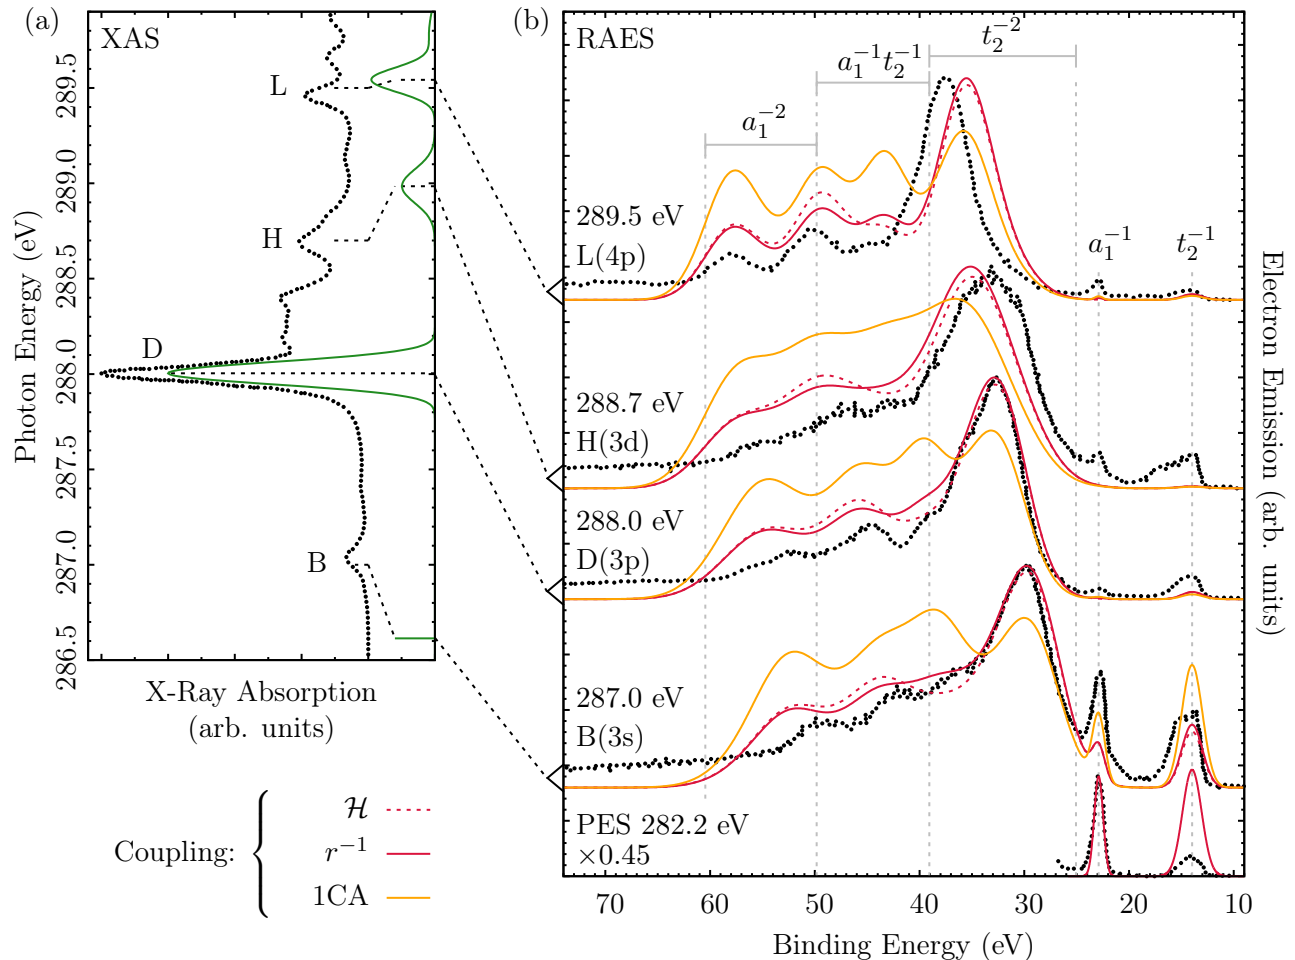 (a)
XAS
L
H
D
B
Photon Energy (eV)
289.5
289.0
288.5
288.0
287.5
287.0
286.5
X-Ray Absorption
(arb. units)
Coupling:
ℋ
r⁻¹
1CA
(b)
RAES
a₁⁻²
a₁⁻¹t₂⁻¹
t₂⁻²
a₁⁻¹
t₂⁻¹
289.5 eV
L(4p)
288.7 eV
H(3d)
288.0 eV
D(3p)
287.0 eV
B(3s)
PES 282.2 eV
×0.45
70 60 50 40 30 20 10
Binding Energy (eV)
Electron Emission (arb. units)